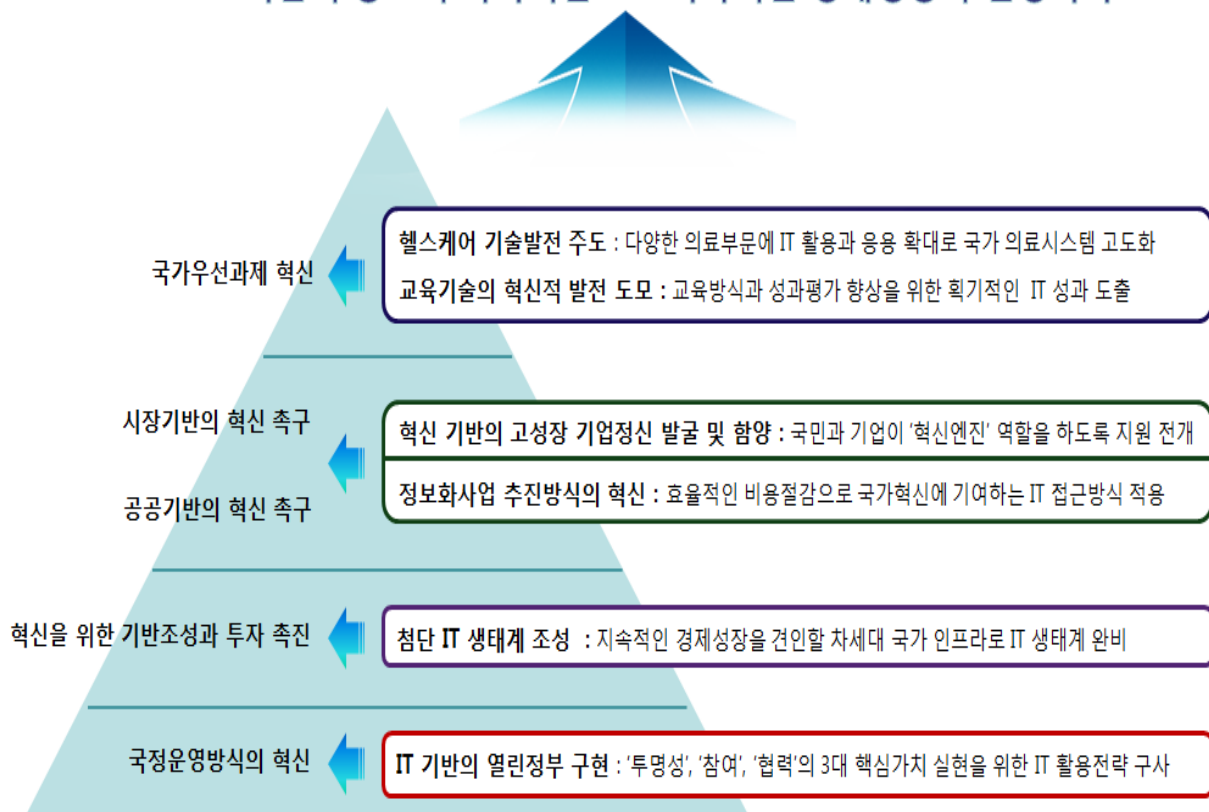 국가우선과제 혁신
헬스케어 기술발전 주도 : 다양한 의료부문에 IT 활용과 응용 확대로 국가 의료시스템 고도화
교육기술의 혁신적 발전 도모 : 교육방식과 성과평가 향상을 위한 획기적인 IT 성과 도출
시장기반의 혁신 촉구
혁신 기반의 고성장 기업정신 발굴 및 함양 : 국민과 기업이 '혁신엔진' 역할을 하도록 지원 전개
공공기반의 혁신 촉구
정보화사업 추진방식의 혁신 : 효율적인 비용절감으로 국가혁신에 기여하는 IT 접근방식 적용
혁신을 위한 기반조성과 투자 촉진
첨단 IT 생태계 조성 : 지속적인 경제성장을 견인할 차세대 국가 인프라로 IT 생태계 완비
국정운영방식의 혁신
IT 기반의 열린정부 구현 : '투명성', '참여', '협력'의 3대 핵심가치 실현을 위한 IT 활용전략 구사